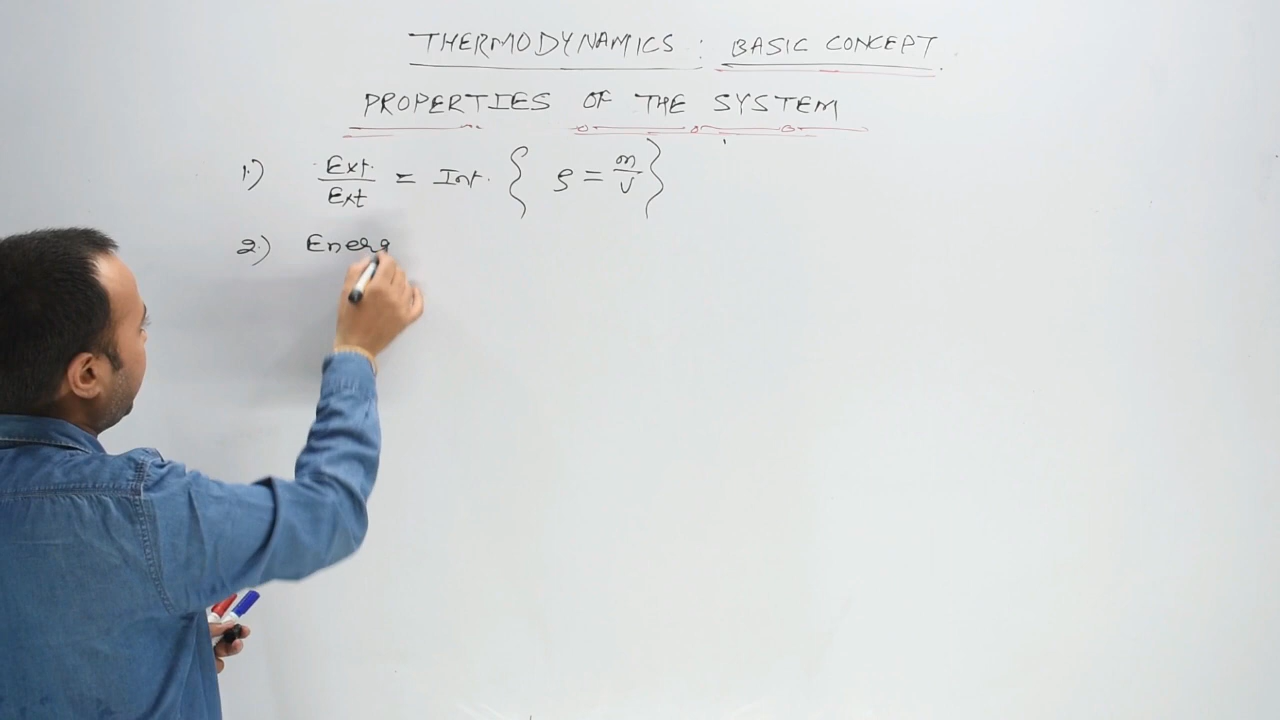 THERMODYNAMICS : BASIC CONCEPT.
PROPERTIES OF THE SYSTEM
1.) Ext./Ext = Int. { ρ = m/v }
2.) Energ